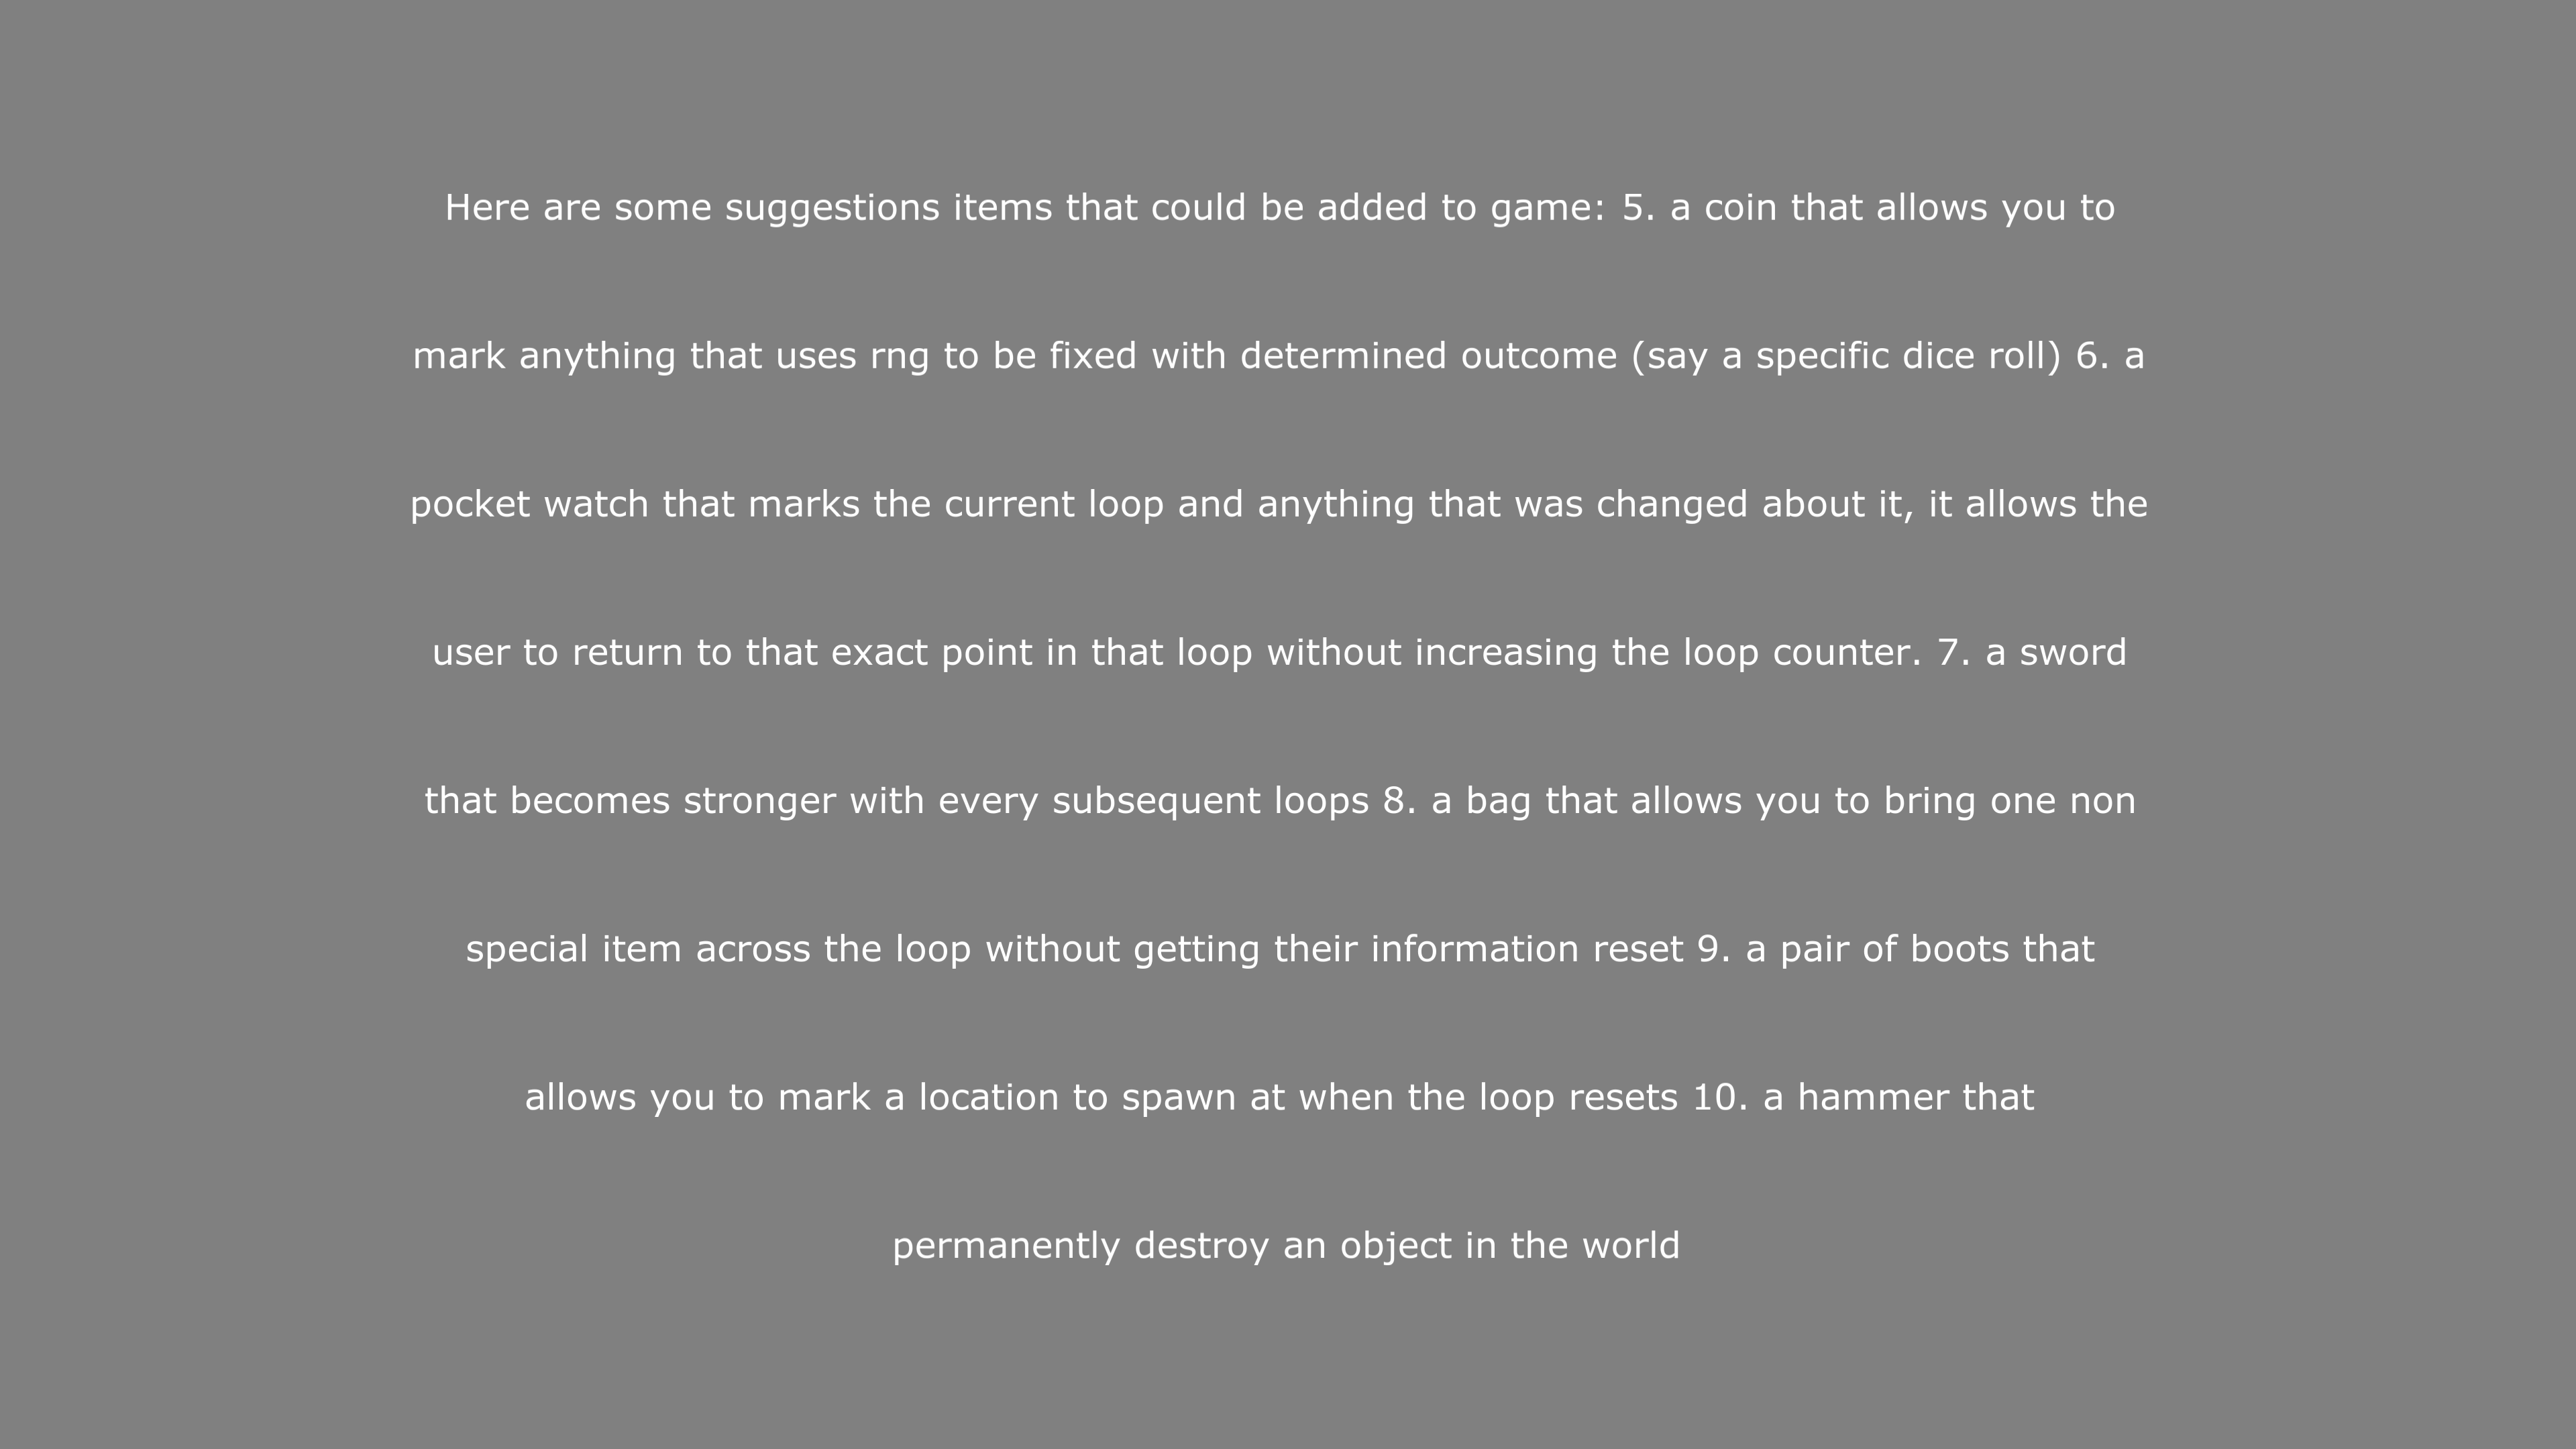 Here are some suggestions items that could be added to game: 5. a coin that allows you to
mark anything that uses rng to be fixed with determined outcome (say a specific dice roll) 6. a
pocket watch that marks the current loop and anything that was changed about it, it allows the
user to return to that exact point in that loop without increasing the loop counter. 7. a sword
that becomes stronger with every subsequent loops 8. a bag that allows you to bring one non
special item across the loop without getting their information reset 9. a pair of boots that
allows you to mark a location to spawn at when the loop resets 10. a hammer that
permanently destroy an object in the world